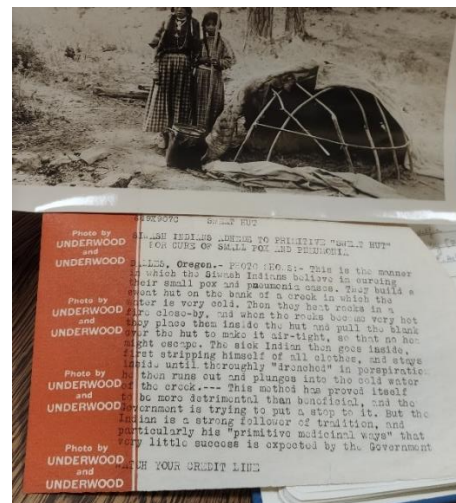 Photo by
UNDERWOOD
and
UNDERWOOD
Photo by
UNDERWOOD
and
UNDERWOOD
Photo by
UNDERWOOD
and
UNDERWOOD
Photo by
UNDERWOOD
and
UNDERWOOD
SWEAT HUT
SIWASH INDIANS ADHERE TO PRIMITIVE "SWEAT HUT"
FOR CURE OF SMALL POX AND PNEUMONIA
Oregon.- PHOTO SHOWS:- This is the manner
in which the Siwash Indians believe in curing
their small pox and pneumonia cases. They build a
sweat hut on the bank of a creek in which the
water is very cold. Then they heat rocks in a
fire close-by, and when the rocks become very hot
they place them inside the hut and pull the blank
over the hut to make it air-tight, so that no hea
might escape. The sick Indian then goes inside,
first stripping himself of all clothes, and stays
inside until thoroughly "drenched" in perspiration
he then runs out and plunges into the cold water
of the creek.--- This method has proved itself
to be more detrimental than beneficial, and the
Government is trying to put a stop to it. But the
Indian is a strong follower of tradition, and
particularly his "primitive medicinal ways" that
very little success is expected by the Government
WATCH YOUR CREDIT LINE